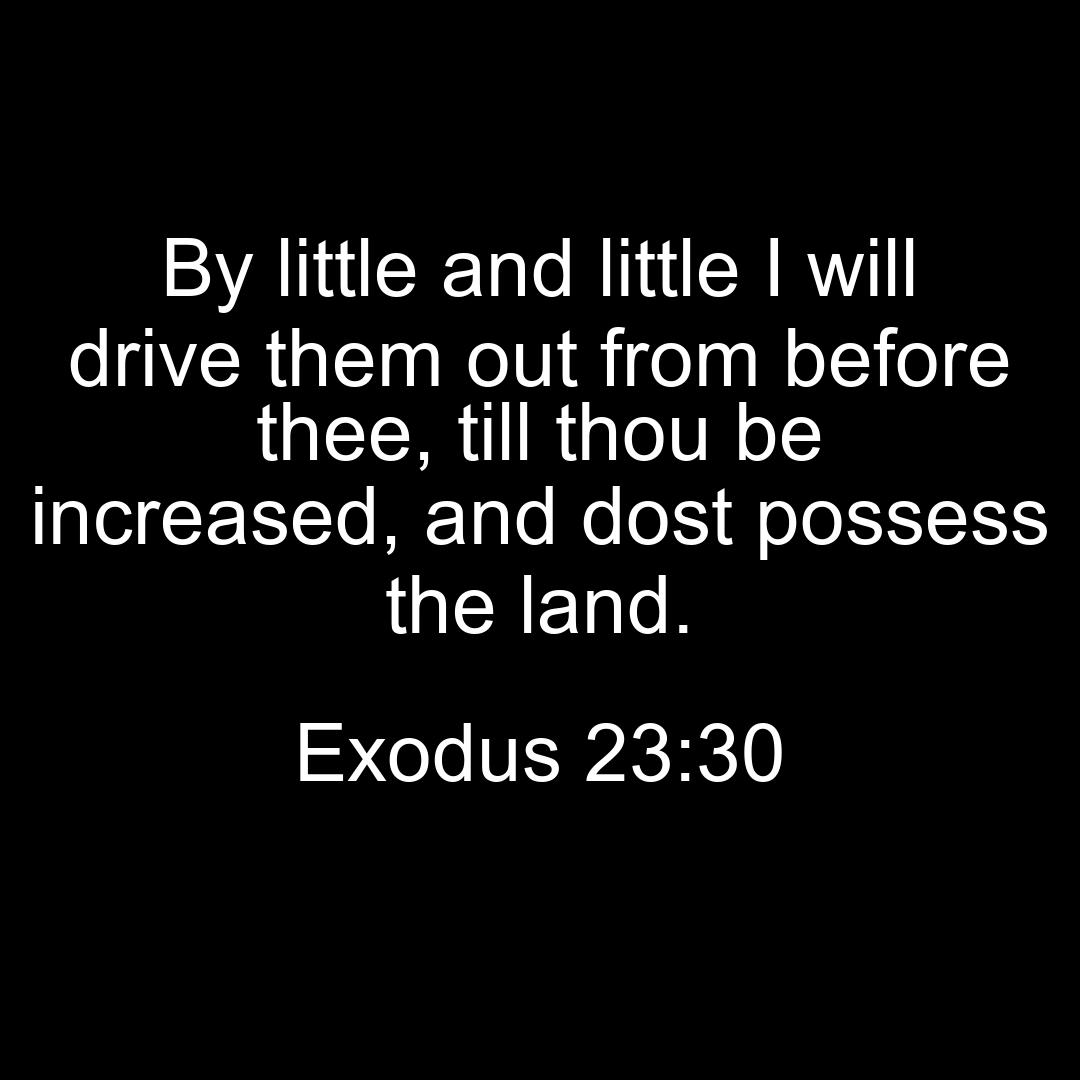 By little and little I will
drive them out from before
thee, till thou be
increased, and dost possess
the land.
Exodus 23:30